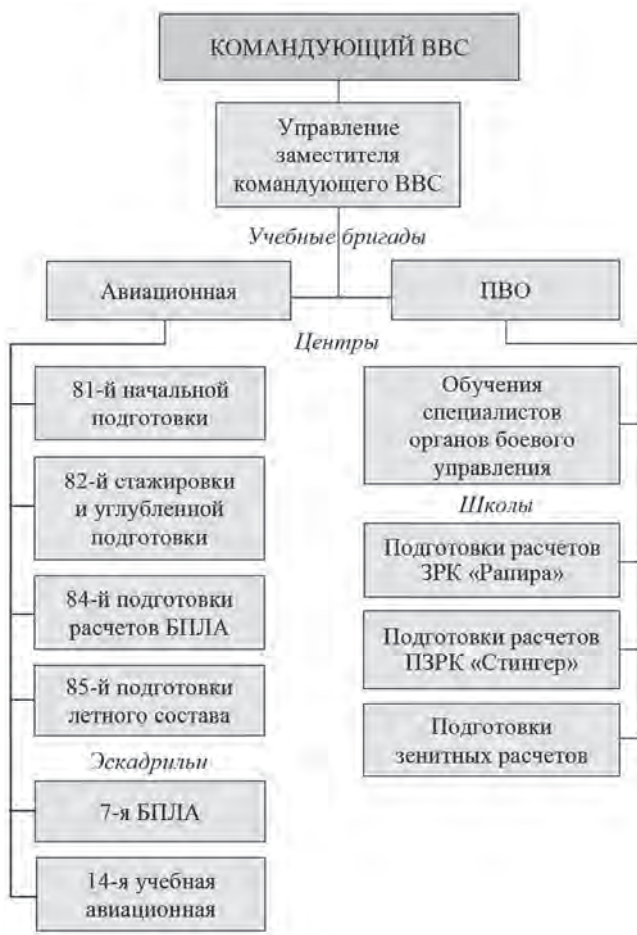 КОМАНДУЮЩИЙ ВВС
Управление
заместителя
командующего ВВС
Учебные бригады
Авиационная
ПВО
Центры
81-й начальной
подготовки
82-й стажировки
и углубленной
подготовки
84-й подготовки
расчетов БПЛА
85-й подготовки
летного состава
Эскадрильи
7-я БПЛА
14-я учебная
авиационная
Обучения
специалистов
органов боевого
управления
Школы
Подготовки расчетов
ЗРК «Рапира»
Подготовки расчетов
ПЗРК «Стингер»
Подготовки
зенитных расчетов